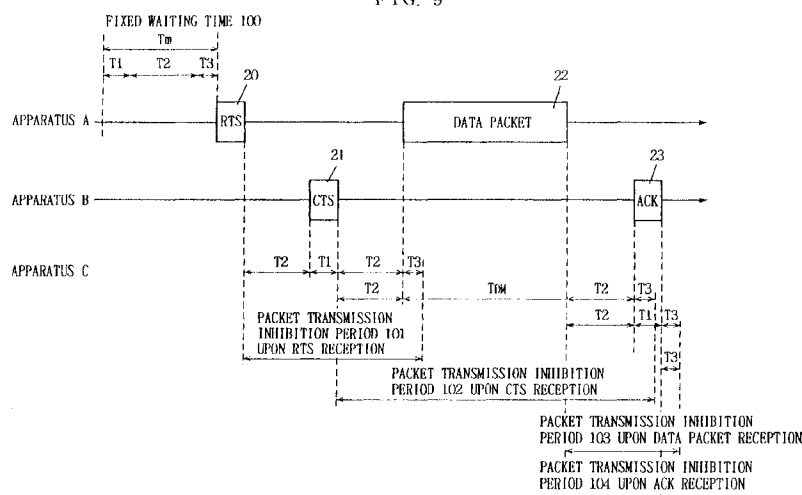 FIG. 5
FIXED WAITING TIME 100
Tm
T1 T2 T3
20
22
APPARATUS A
RTS
DATA PACKET
21
23
APPARATUS B
CTS
ACK
APPARATUS C
T2 T1 T2 T3
T2 TDM T2 T3
T2 T1 T3
T3
PACKET TRANSMISSION
INHIBITION PERIOD 101
UPON RTS RECEPTION
PACKET TRANSMISSION INHIBITION
PERIOD 102 UPON CTS RECEPTION
PACKET TRANSMISSION INHIBITION
PERIOD 103 UPON DATA PACKET RECEPTION
PACKET TRANSMISSION INHIBITION
PERIOD 104 UPON ACK RECEPTION